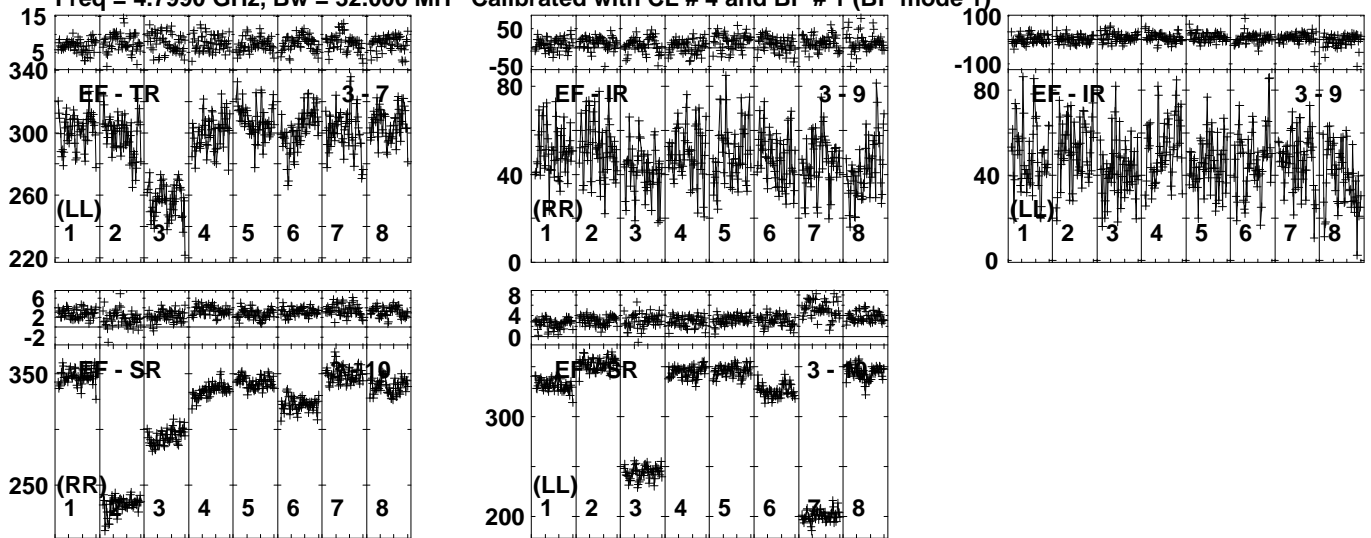 Freq = 4.7990 GHz, Bw = 32.000 MH Calibrated with CL # 4 and BP # 1 (BP mode 1)
15
5
340
300
260
220
EF - TR 3 - 7
(LL)
1 2 3 4 5 6 7 8
50
-50
80
40
0
EF - IR 3 - 9
(RR)
1 2 3 4 5 6 7 8
100
-100
80
40
0
EF - IR 3 - 9
(LL)
1 2 3 4 5 6 7 8
6
2
-2
350
250
EF - SR 10
(RR)
1 2 3 4 5 6 7 8
8
4
0
300
200
EF - SR 3 - 10
(LL)
1 2 3 4 5 6 7 8